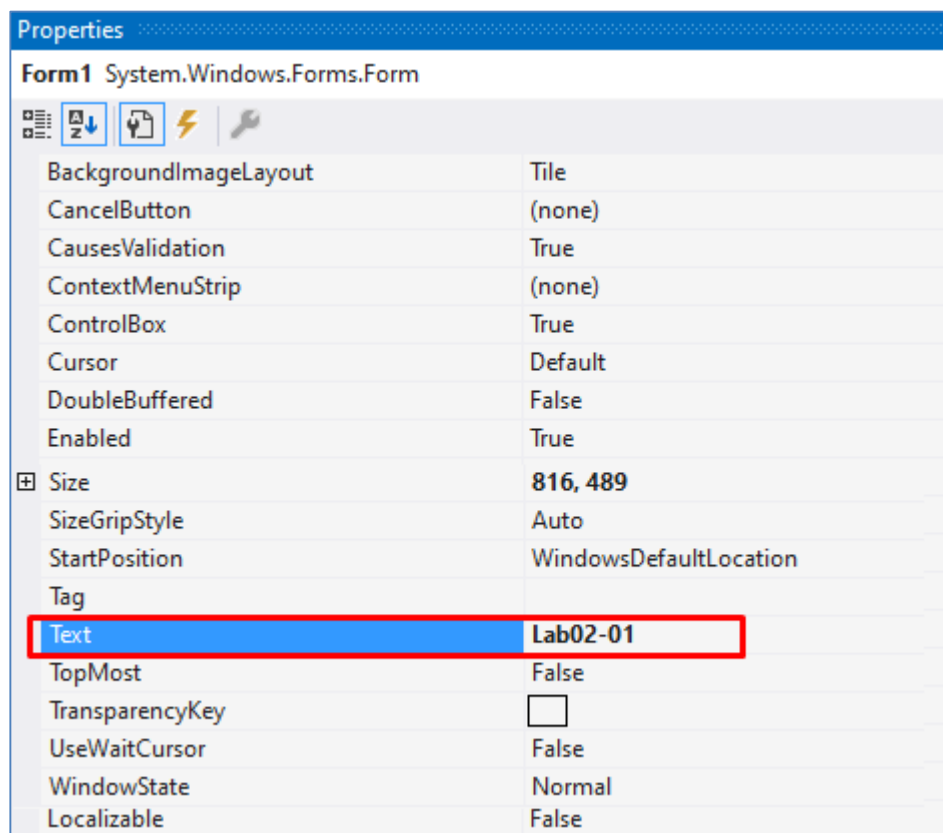 Properties
Form1 System.Windows.Forms.Form
BackgroundImageLayout Tile
CancelButton (none)
CausesValidation True
ContextMenuStrip (none)
ControlBox True
Cursor Default
DoubleBuffered False
Enabled True
Size 816, 489
SizeGripStyle Auto
StartPosition WindowsDefaultLocation
Tag
Text Lab02-01
TopMost False
TransparencyKey
UseWaitCursor False
WindowState Normal
Localizable False